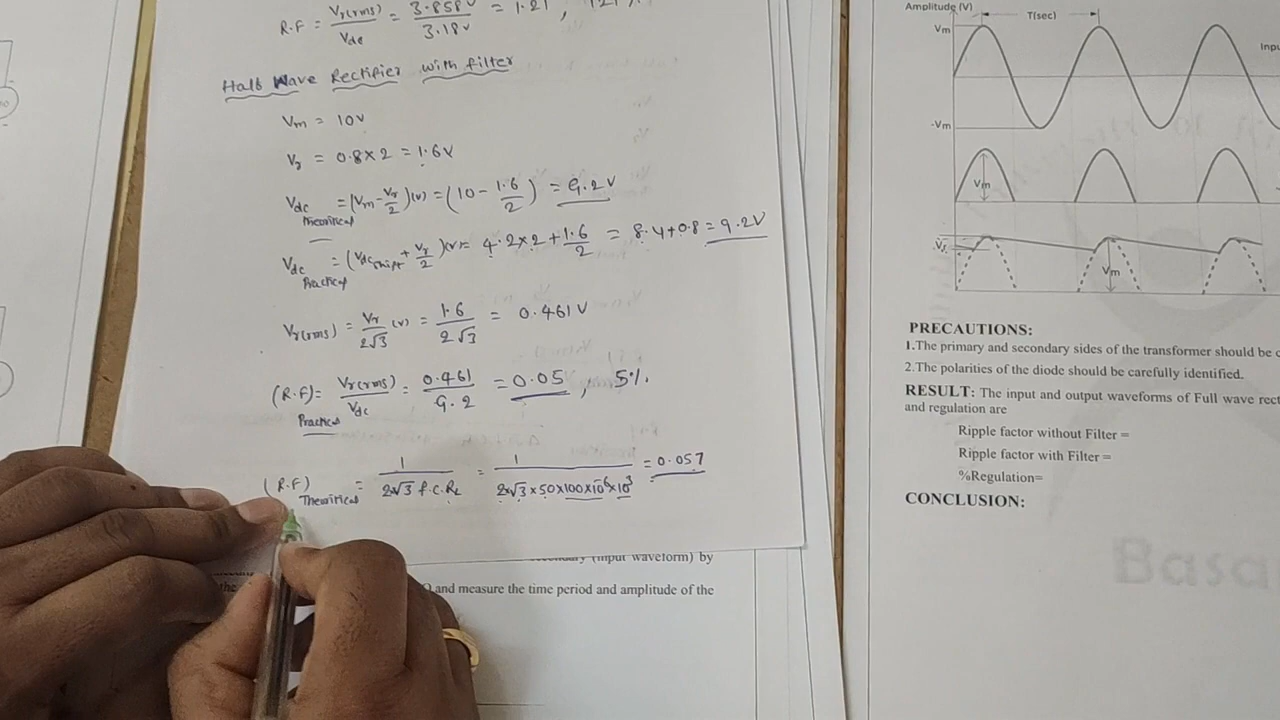 R.F = Vr(rms)/Vdc = 3.858V/3.18V = 1.21, 121%
Half Wave Rectifier with filter
Vm = 10V
Vr = 0.8×2 = 1.6V
Vdc Theoritical = (Vm - Vr/2)(V) = (10 - 1.6/2) = 9.2V
Vdc Practical = (Vdc shift + Vr/2)(V) = 4.2×2 + 1.6/2 = 8.4+0.8 = 9.2V
Vr(rms) = Vr/2√3 (V) = 1.6/2√3 = 0.461V
(R.F) Practical = Vr(rms)/Vdc = 0.461/9.2 = 0.05, 5%
(R.F) Theoritical = 1/2√3 f.c.RL = 1/2×√3×50×100×10⁻⁶×10³ = 0.057
(input waveform) by
and measure the time period and amplitude of the
Amplitude (V)
T(sec)
Vm
-Vm
Vm
Vr
Vm
PRECAUTIONS:
1.The primary and secondary sides of the transformer should be
2.The polarities of the diode should be carefully identified.
RESULT: The input and output waveforms of Full wave
and regulation are
Ripple factor without Filter =
Ripple factor with Filter =
%Regulation=
CONCLUSION: